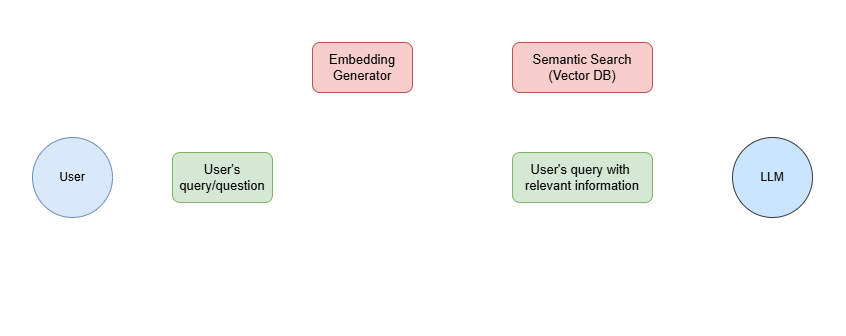 Embedding
Generator
Semantic Search
(Vector DB)
User
User's
query/question
User's query with
relevant information
LLM